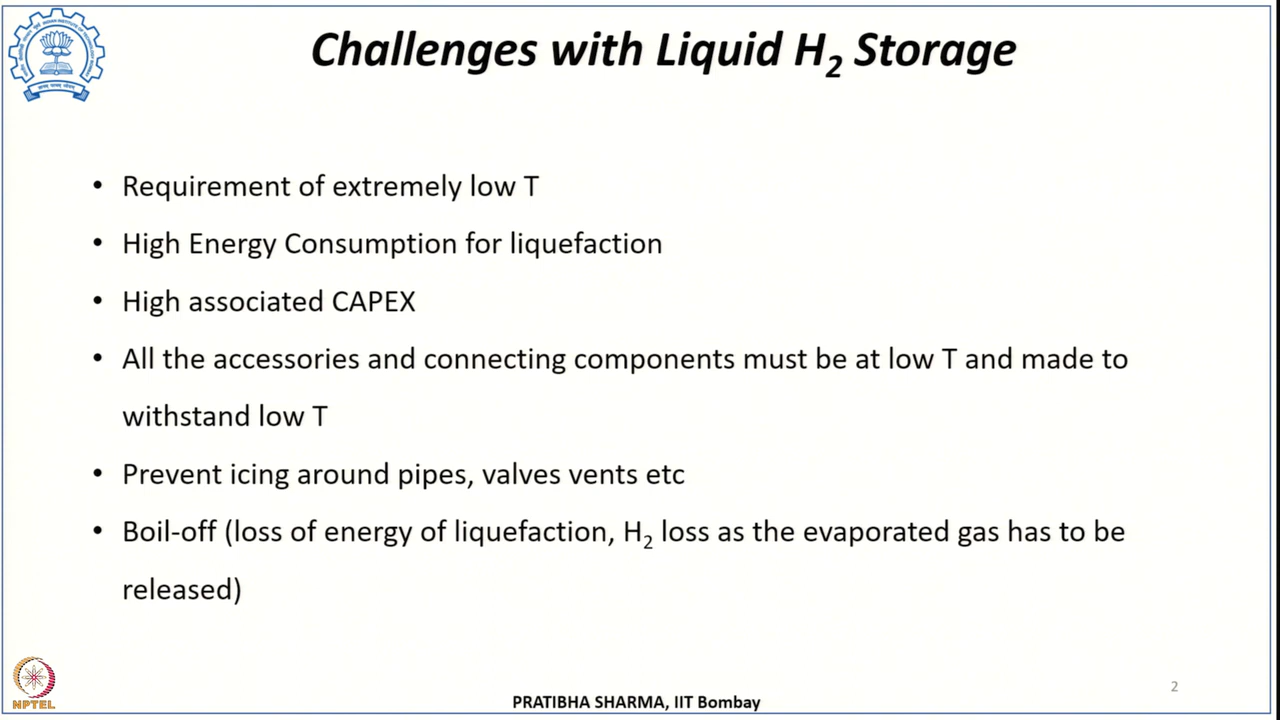 Challenges with Liquid H₂ Storage
• Requirement of extremely low T
• High Energy Consumption for liquefaction
• High associated CAPEX
• All the accessories and connecting components must be at low T and made to
withstand low T
• Prevent icing around pipes, valves vents etc
• Boil-off (loss of energy of liquefaction, H₂ loss as the evaporated gas has to be
released)
NPTEL
PRATIBHA SHARMA, IIT Bombay
2